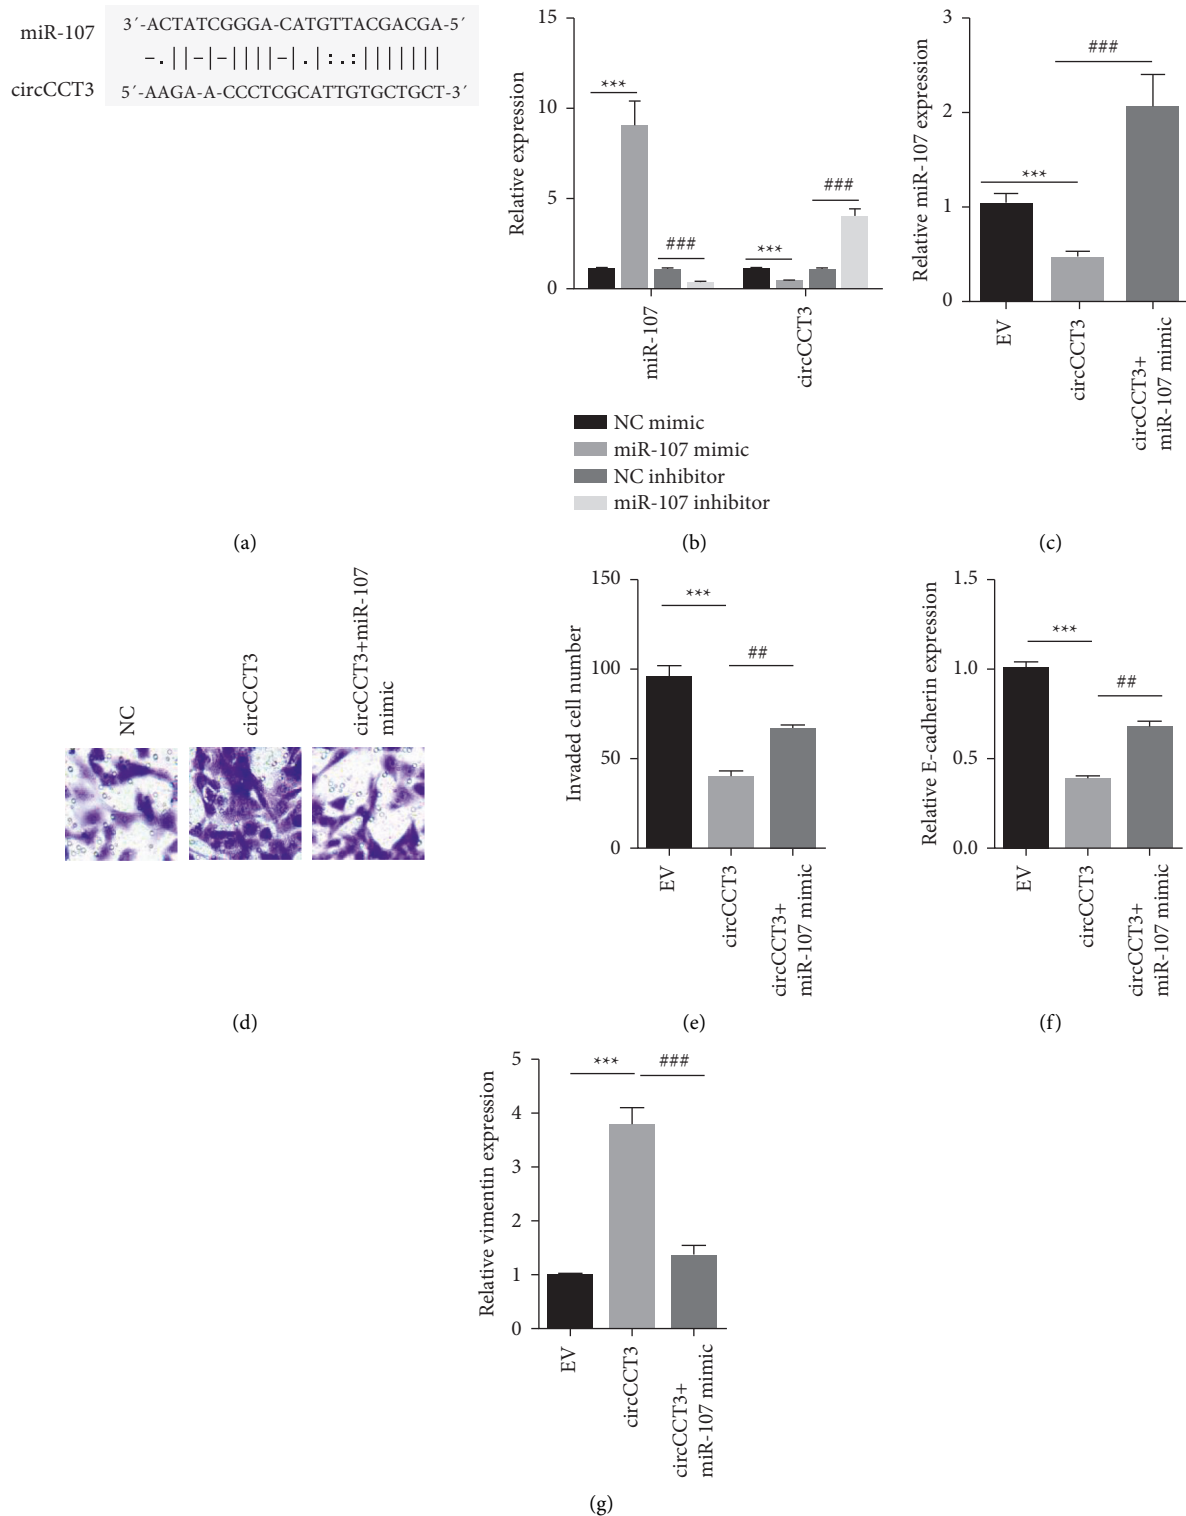 miR-107
3′-ACTATCGGGA-CATGTTACGACGA-5′
–.||–|–||||–|.|:.:|||||||
circCCT3
5′-AAGA-A-CCCTCGCATTGTGCTGCT-3′
(a)
Relative expression
15
10
5
0
***
###
***
###
miR-107
circCCT3
NC mimic
miR-107 mimic
NC inhibitor
miR-107 inhibitor
(b)
Relative miR-107 expression
3
2
1
0
***
###
EV
circCCT3
circCCT3+
miR-107 mimic
(c)
NC
circCCT3
circCCT3+miR-107
mimic
(d)
Invaded cell number
150
100
50
0
***
##
EV
circCCT3
circCCT3+
miR-107 mimic
(e)
Relative E-cadherin expression
1.5
1.0
0.5
0.0
***
##
EV
circCCT3
circCCT3+
miR-107 mimic
(f)
Relative vimentin expression
5
4
3
2
1
0
***
###
EV
circCCT3
circCCT3+
miR-107 mimic
(g)